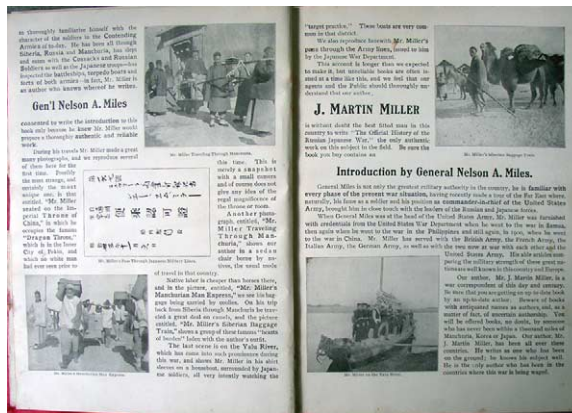 so thoroughly familiarize himself with the
character of the soldiers in the Contending
Armies of to-day. He has been all through
Siberia, Russia and Manchuria, has slept
and eaten with the Cossacks and Russian
Soldiers as well as the Japanese troops—has
inspected the battleships, torpedo boats and
forts of both armies—in fact, Mr. Miller is
an author who knows whereof he writes.
Gen'l Nelson A. Miles
consented to write the introduction to this
book only because he knew Mr. Miller would
prepare a thoroughly authentic and reliable
work.
During his travels Mr. Miller made a great
many photographs, and we reproduce several
of them here for the
first time. Possibly
the most strange, and
certainly the most
unique one, is that
entitled "Mr. Miller
seated on the Im-
perial Throne of
China," in which he
occupies the famous
"Dragon Throne,"
which is in the Inner
City of Pekin, and
which no white man
had ever seen prior to
Mr. Miller Traveling Through Manchuria.
this time. This is
merely a snapshot
with a small camera
and of course does not
give any idea of the
regal magnificence of
the throne or room.
Another photo-
graph, entitled, "Mr.
Miller Traveling
Through Man-
churia," shows our
author in a sedan
chair borne by na-
tives, the usual mode
of travel in that country.
Native labor is cheaper than horses there,
and in the picture, entitled, "Mr. Miller's
Manchurian Man Express," we see his bag-
gage being carried by coolies. On his trip
back from Siberia through Manchuria he trav-
eled a great deal on camels, and the picture
entitled, "Mr. Miller's Siberian Baggage
Train," shows a group of these famous "beasts
of burden" laden with the author's outfit.
The last scene is on the Yalu River,
which has come into such prominence during
this war, and shows Mr. Miller in his shirt
sleeves on a houseboat, surrounded by Japan-
ese soldiers, all very intently watching the
Mr. Miller's Pass Through Japanese Military Lines.
Mr. Miller's Manchurian Man Express.
"target practice." These boats are very com-
mon in that district.
We also reproduce herewith Mr. Miller's
pass through the Army lines, issued to him
by the Japanese War Department.
This account is longer than we expected
to make it, but unreliable books are often is-
sued at a time like this, and we feel that our
agents and the Public should thoroughly un-
derstand that our author,
J. MARTIN MILLER
is without doubt the best fitted man in this
country to write "The Official History of the
Russian Japanese War," the only authentic
work on this subject in the field. Be sure the
book you buy contains an
Mr. Miller's Siberian Baggage Train.
Introduction by General Nelson A. Miles.
General Miles is not only the greatest military authority in the country, he is familiar with
every phase of the present war situation, having recently made a tour of the Far East where,
naturally, his fame as a soldier and his position as commander-in-chief of the United States
Army, brought him in close touch with the leaders of the Russian and Japanese forces.
When General Miles was at the head of the United States Army, Mr. Miller was furnished
with credentials from the United States War Department when he went to the war in Samoa,
then again when he went to the war in the Philippines and still again, in 1900, when he went
to the war in China. Mr. Miller has served with the British Army, the French Army, the
Italian Army, the German Army, as well as with the two now at war with each other and the
United States Army. His able articles com-
paring the military strength of these great na-
tions are well known in this country and Europe.
Our author, Mr. J. Martin Miller, is a
war correspondent of this day and century.
Be sure that you are getting an up to date book
by an up-to-date author. Beware of books
with antiquated names as authors, and, as a
matter of fact, of uncertain authorship. You
will be offered books, no doubt, by someone
who has never been within a thousand miles of
Manchuria, Korea or Japan. Our author, Mr.
J. Martin Miller, has been all over these
countries. He writes as one who has been
on the ground; he knows his subject well.
He is the only author who has been in the
countries where this war is being waged.
Mr. Miller on the Yalu River.